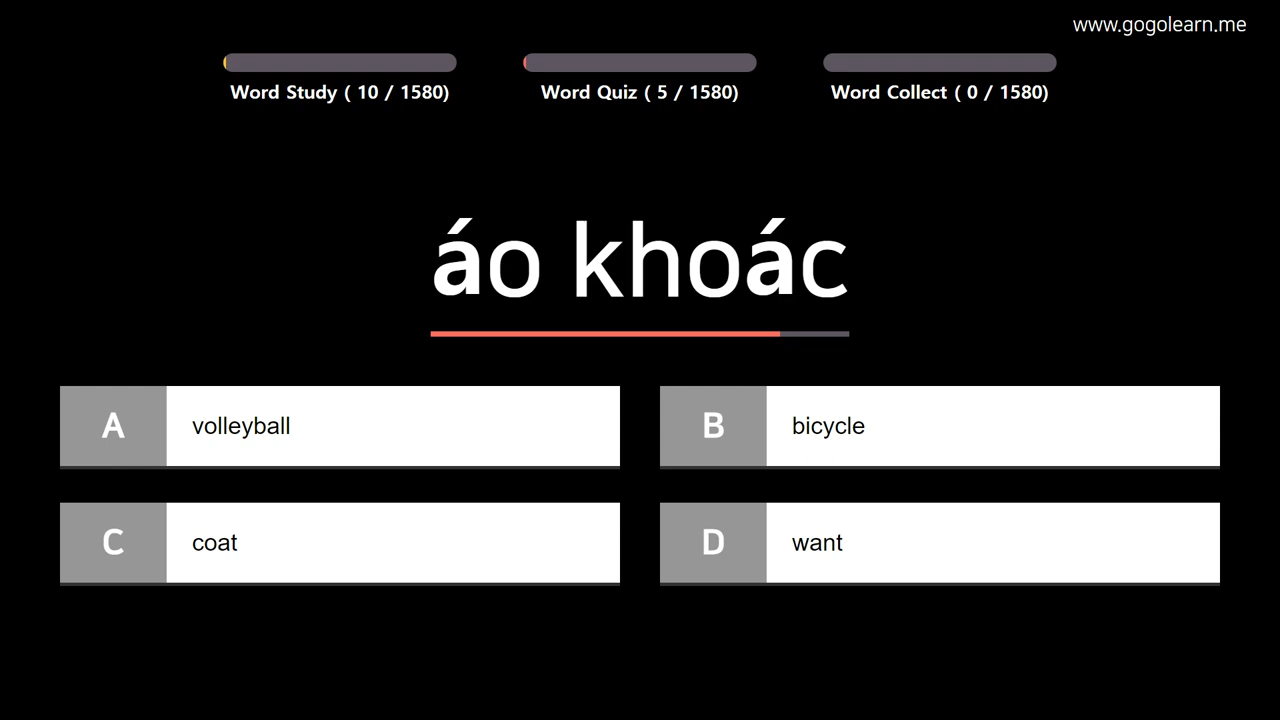 www.gogolearn.me
Word Study ( 10 / 1580)
Word Quiz ( 5 / 1580)
Word Collect ( 0 / 1580)
áo khoác
A volleyball
B bicycle
C coat
D want